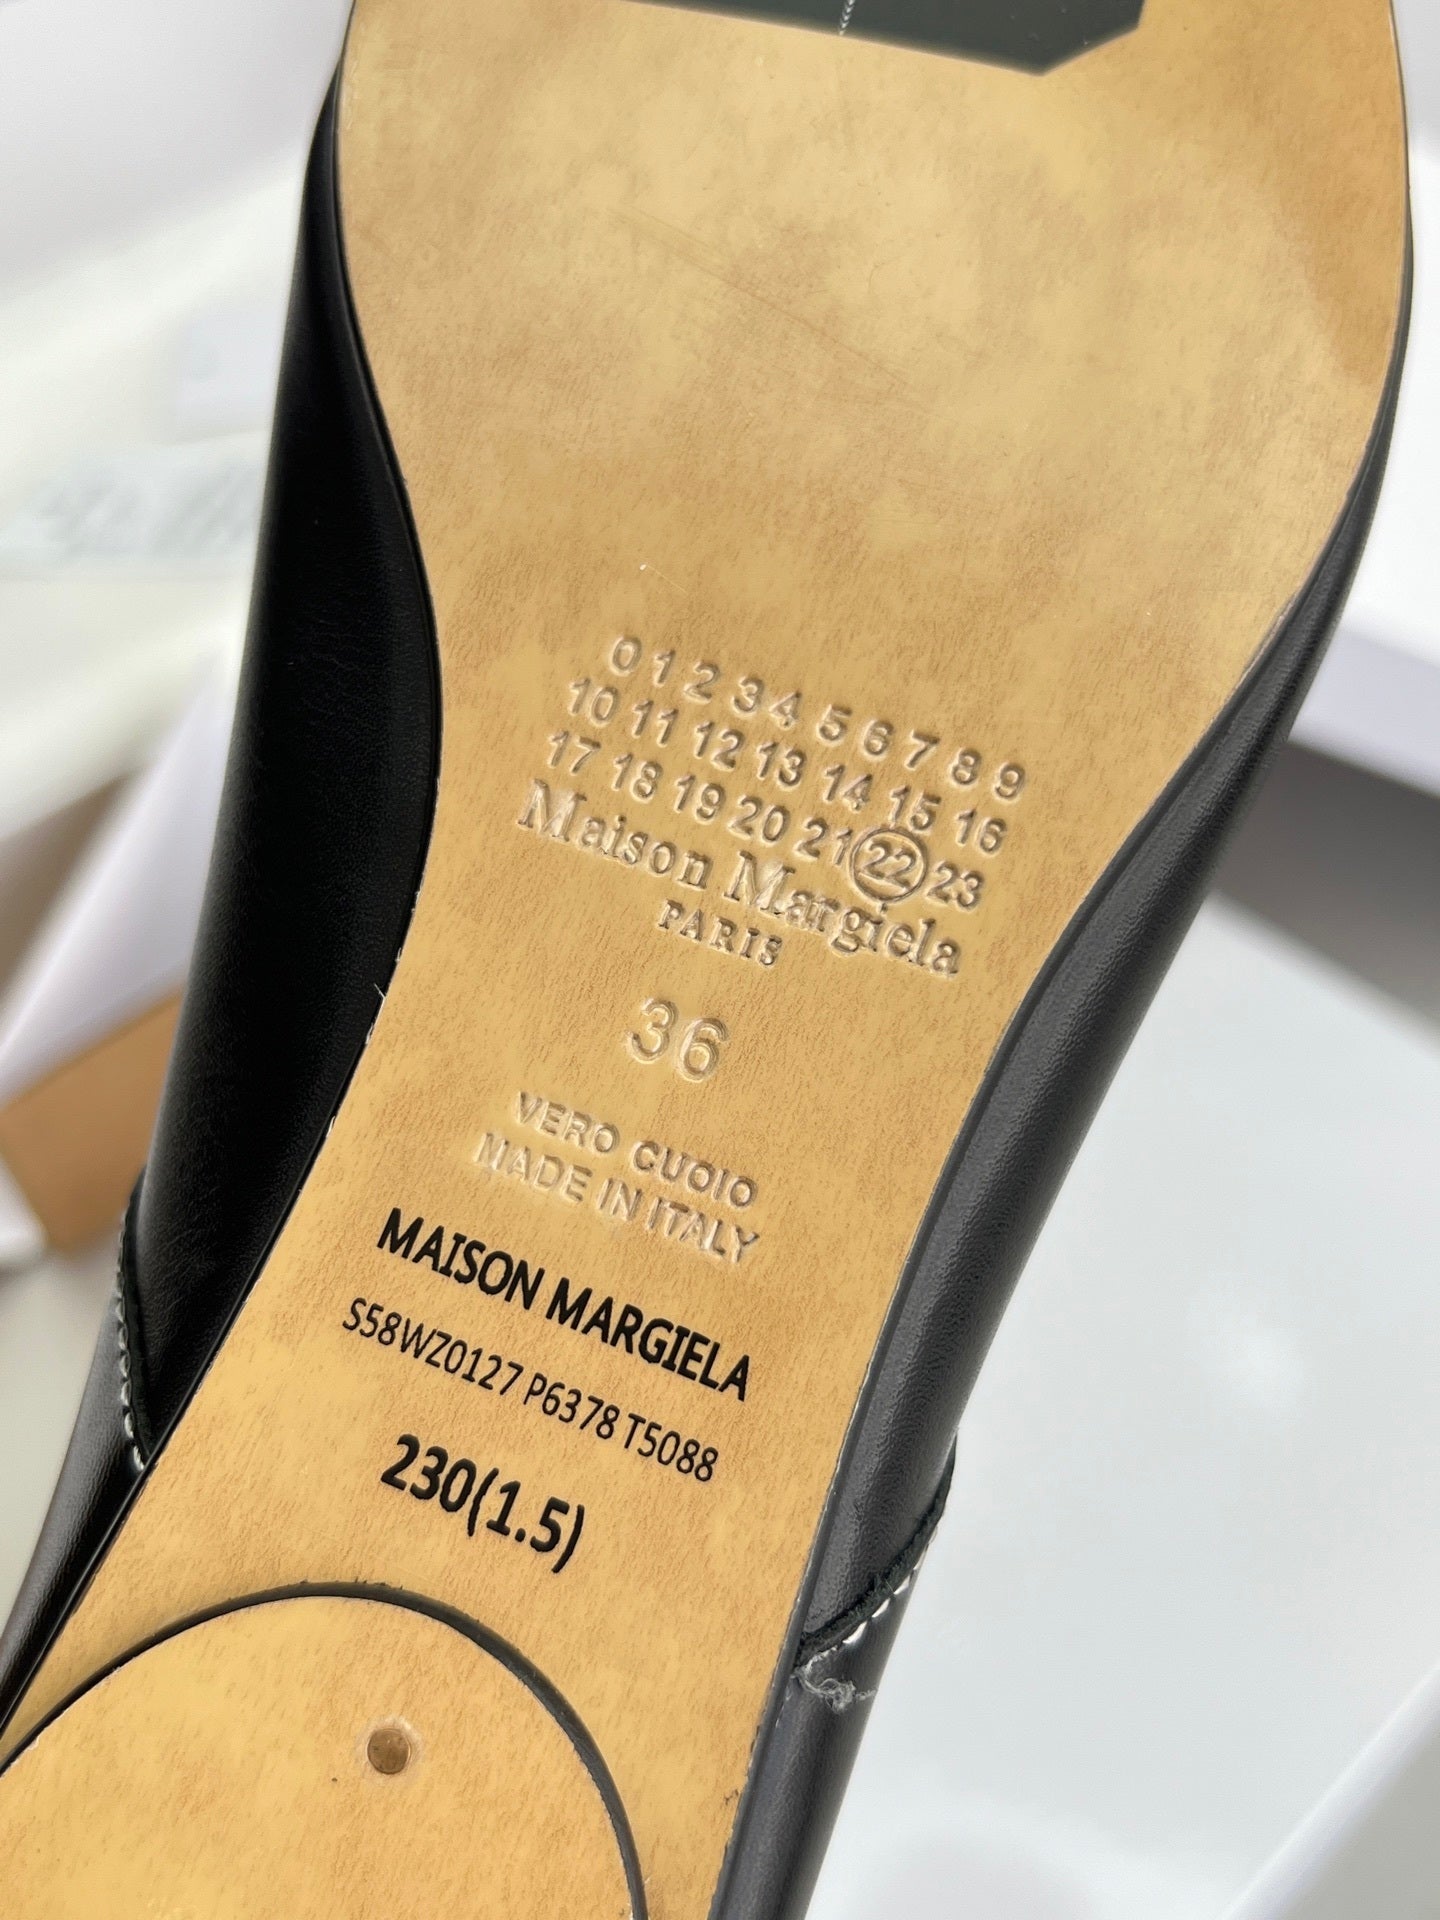 0 1 2 3 4 5 6 7 8 9
10 11 12 13 14 15 16
17 18 19 20 21 22 23
Maison Margiela
PARIS
36
VERO CUOIO
MADE IN ITALY
MAISON MARGIELA
S58WZ0127 P6378 T5088
230(1.5)